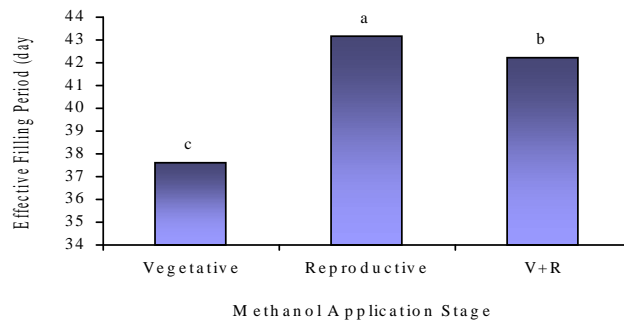 Effective Filling Period (day
44
43
42
41
40
39
38
37
36
35
34
c
a
b
Vegetative
Reproductive
V+R
Methanol Application Stage